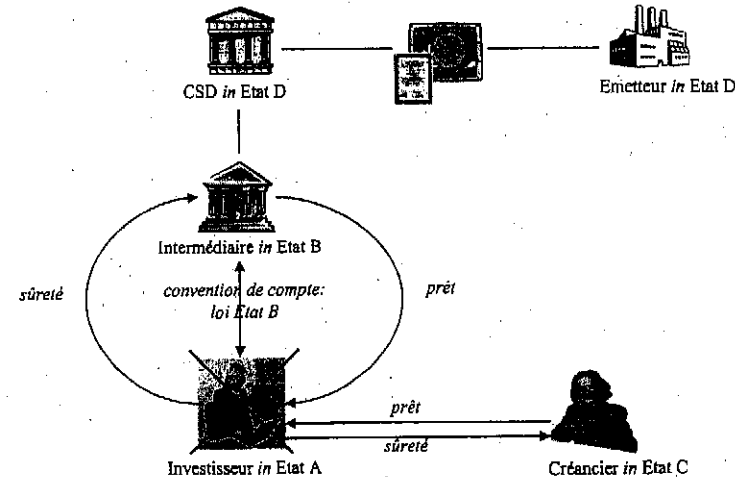 CSD in Etat D
Emetteur in Etat D
Intermédiaire in Etat B
sûreté
convention de compte:
loi Etat B
prêt
prêt
sûreté
Investisseur in Etat A
Créancier in Etat C